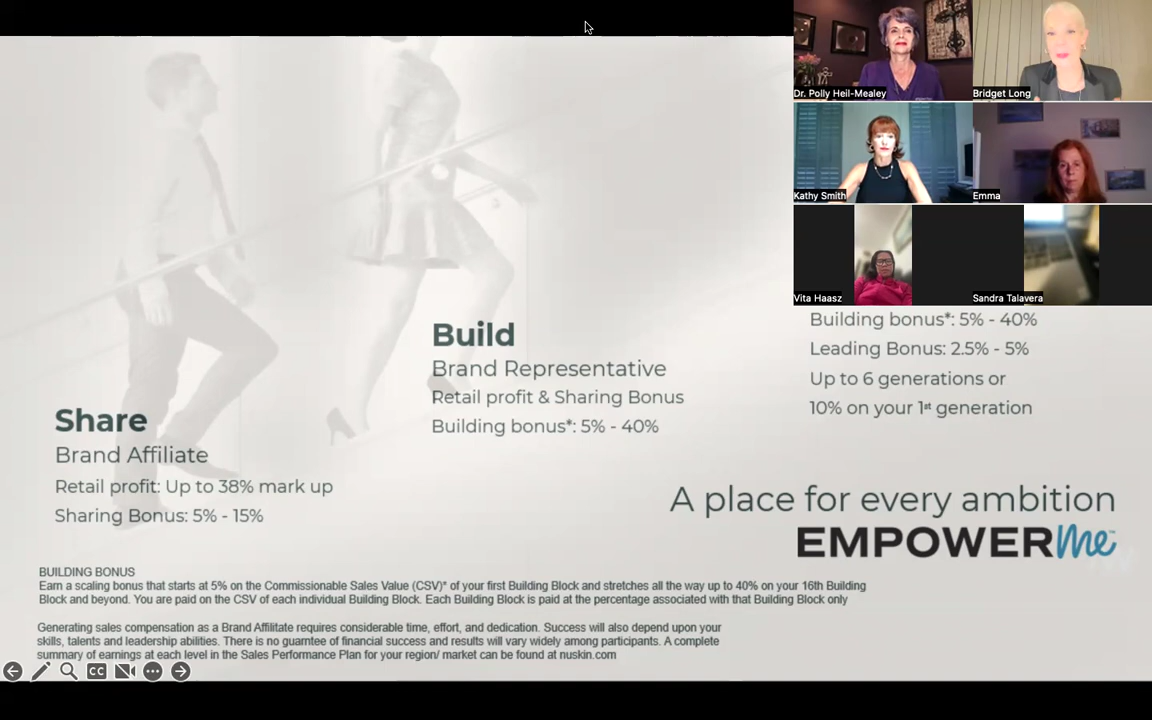 Dr. Polly Heil-Mealey
Bridget Long
Kathy Smith
Emma
Vita Haasz
Sandra Talavera
Share
Brand Affiliate
Retail profit: Up to 38% mark up
Sharing Bonus: 5% - 15%
Build
Brand Representative
Retail profit & Sharing Bonus
Building bonus*: 5% - 40%
Building bonus*: 5% - 40%
Leading Bonus: 2.5% - 5%
Up to 6 generations or
10% on your 1st generation
A place for every ambition
EMPOWERMe™
BUILDING BONUS
Earn a scaling bonus that starts at 5% on the Commissionable Sales Value (CSV)* of your first Building Block and stretches all the way up to 40% on your 16th Building
Block and beyond. You are paid on the CSV of each individual Building Block. Each Building Block is paid at the percentage associated with that Building Block only
Generating sales compensation as a Brand Affilitate requires considerable time, effort, and dedication. Success will also depend upon your
skills, talents and leadership abilities. There is no guarntee of financial success and results will vary widely among participants. A complete
summary of earnings at each level in the Sales Performance Plan for your region/ market can be found at nuskin.com
CC